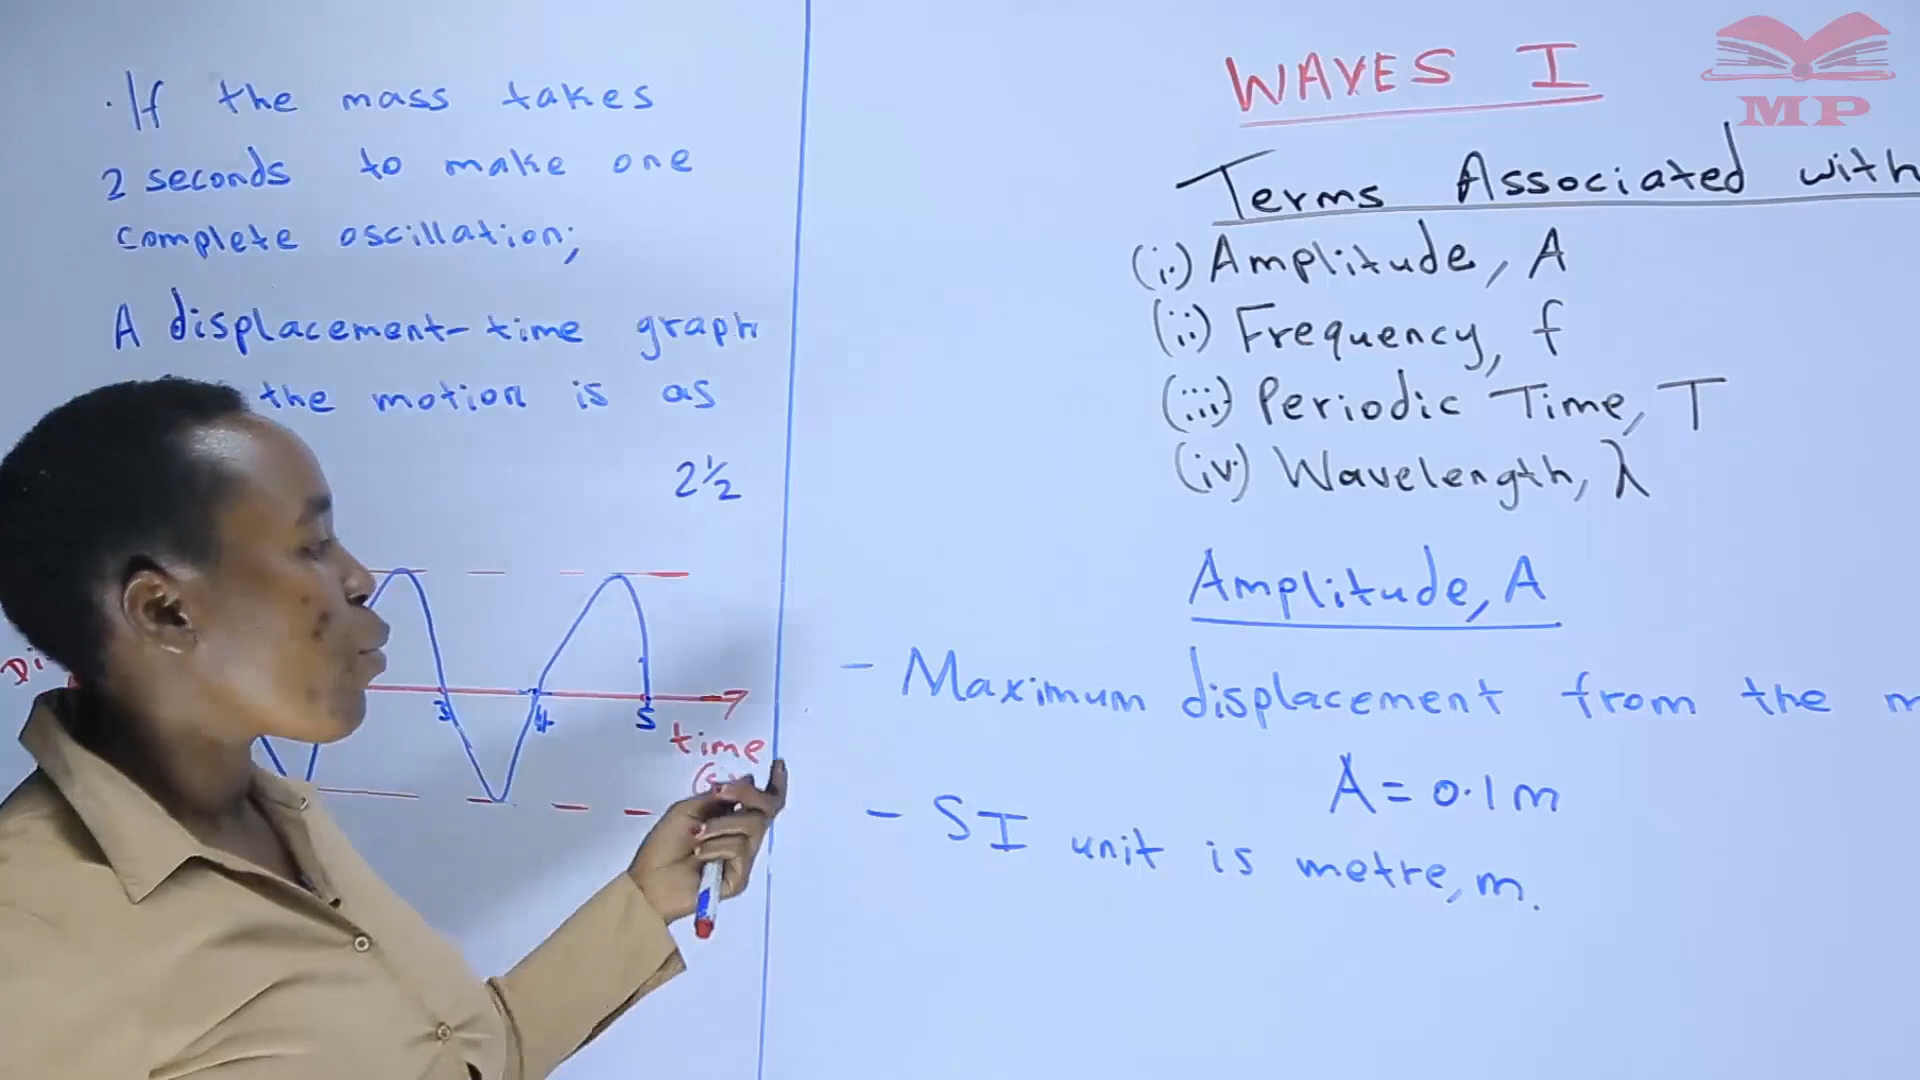 . If the mass takes
2 seconds to make one
complete oscillation;
A displacement-time graph
the motion is as
2½
3 4 5
time
WAVES I
MP
Terms Associated with
(i.) Amplitude, A
(ii) Frequency, f
(iii) Periodic Time, T
(iv) Wavelength, λ
Amplitude, A
- Maximum displacement from the
A = 0.1m
- SI unit is metre, m.